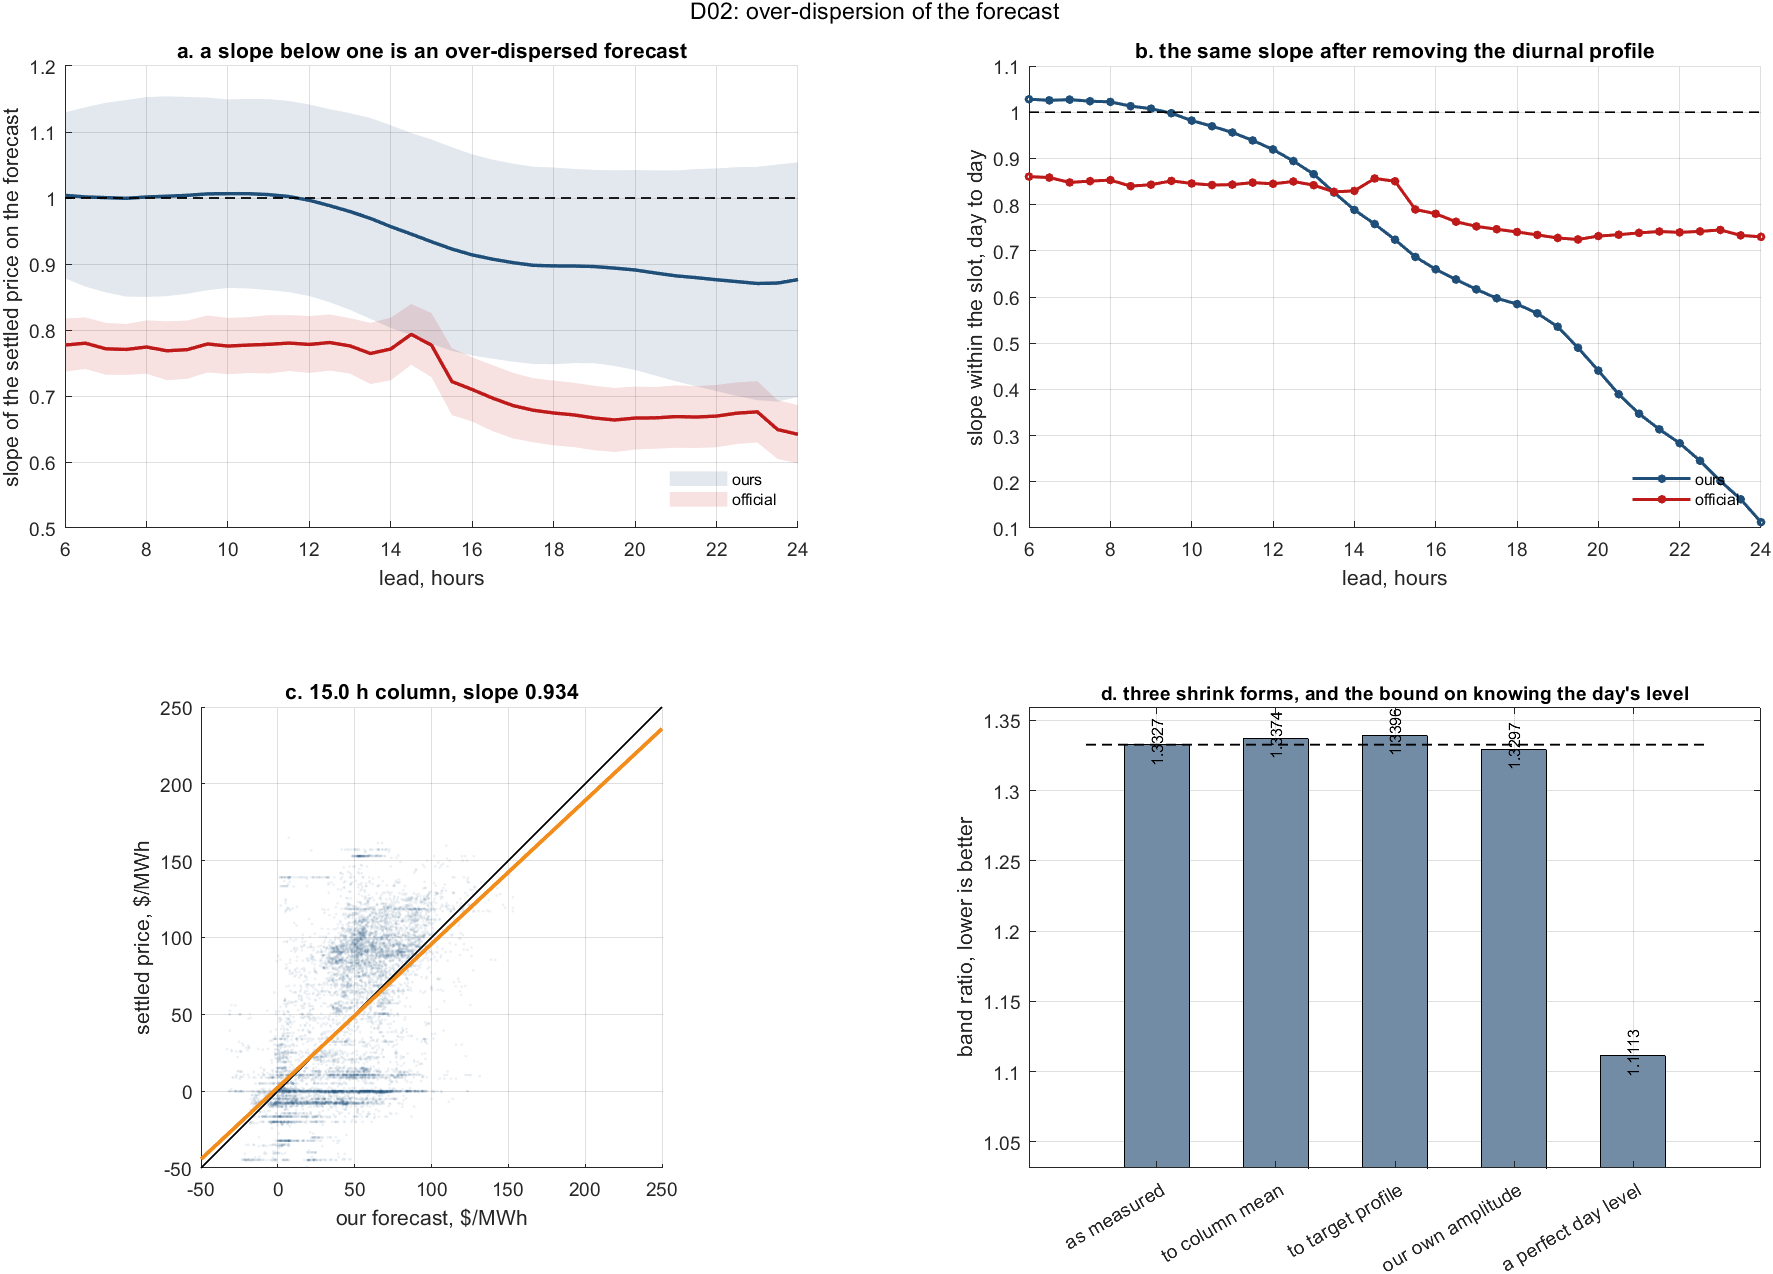 D02: over-dispersion of the forecast
a. a slope below one is an over-dispersed forecast
slope of the settled price on the forecast
1.2
1.1
1
0.9
0.8
0.7
0.6
0.5
6 8 10 12 14 16 18 20 22 24
lead, hours
ours
official
b. the same slope after removing the diurnal profile
slope within the slot, day to day
1.1
1
0.9
0.8
0.7
0.6
0.5
0.4
0.3
0.2
0.1
6 8 10 12 14 16 18 20 22 24
lead, hours
ours
official
c. 15.0 h column, slope 0.934
settled price, $/MWh
250
200
150
100
50
0
-50
-50 0 50 100 150 200 250
our forecast, $/MWh
d. three shrink forms, and the bound on knowing the day's level
band ratio, lower is better
1.35
1.3
1.25
1.2
1.15
1.1
1.05
1.3327
1.3374
1.3396
1.3297
1.1113
as measured
to column mean
to target profile
our own amplitude
a perfect day level